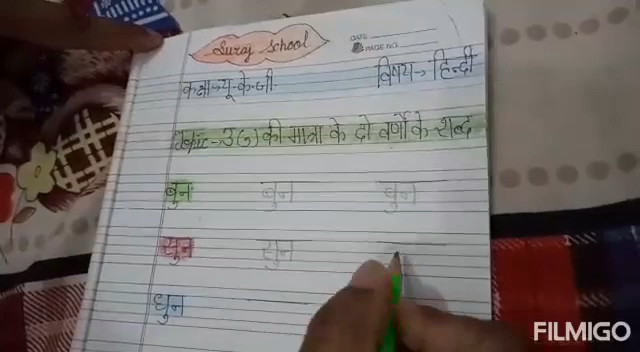 Suraj School
DATE
PAGE NO.
कक्षा→यू.के.जी
विषय→ हिन्दी
Topic→ उ(ु) की मात्रा के दो वर्णों के शब्द
बुन बुन बुन
सुन सुन
धुन
FILMIGO